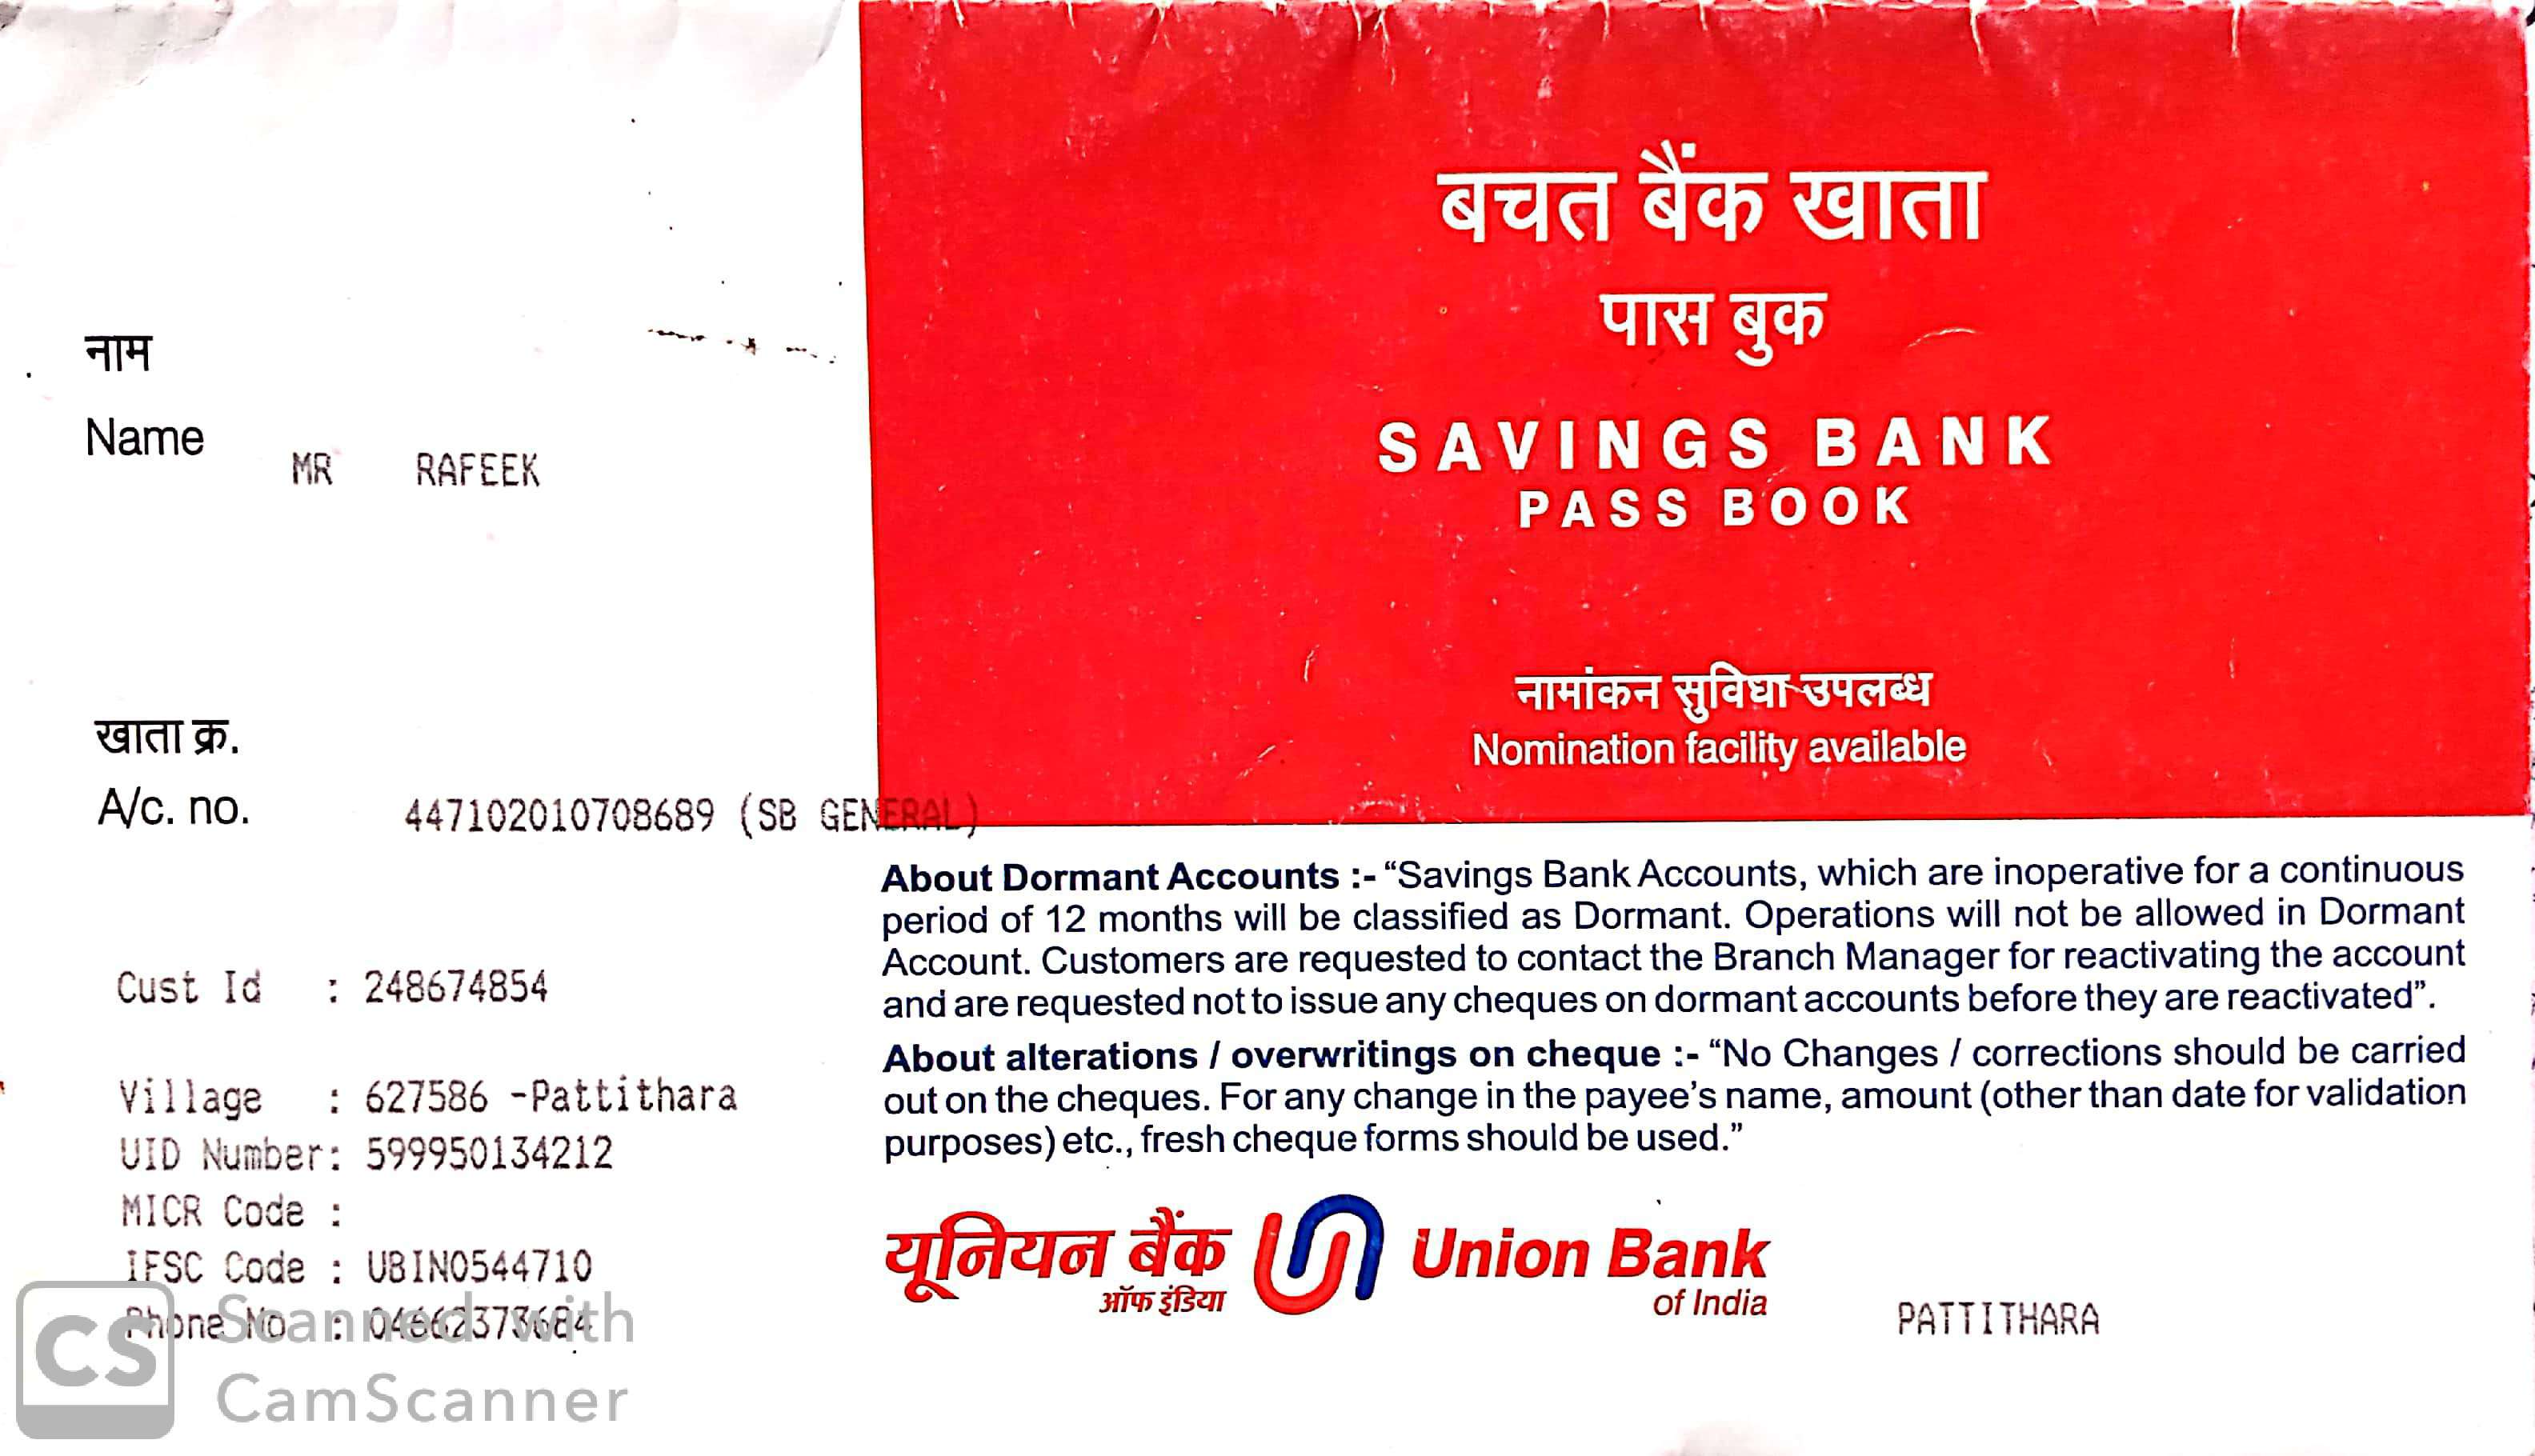 नाम
Name
MR RAFEEK
खाता क्र.
A/c. no.
447102010708689 (SB GENERAL)
Cust Id : 248674854
Village : 627586 -Pattithara
UID Number: 599950134212
MICR Code :
IFSC Code : UBIN0544710
Phone No : 04662373684
Scanned with
CS
CamScanner
बचत बैंक खाता
पास बुक
SAVINGS BANK
PASS BOOK
नामांकन सुविधा उपलब्ध
Nomination facility available
About Dormant Accounts :- “Savings Bank Accounts, which are inoperative for a continuous
period of 12 months will be classified as Dormant. Operations will not be allowed in Dormant
Account. Customers are requested to contact the Branch Manager for reactivating the account
and are requested not to issue any cheques on dormant accounts before they are reactivated”.
About alterations / overwritings on cheque :- “No Changes / corrections should be carried
out on the cheques. For any change in the payee’s name, amount (other than date for validation
purposes) etc., fresh cheque forms should be used.”
यूनियन बैंक Union Bank
ऑफ इंडिया of India
PATTITHARA